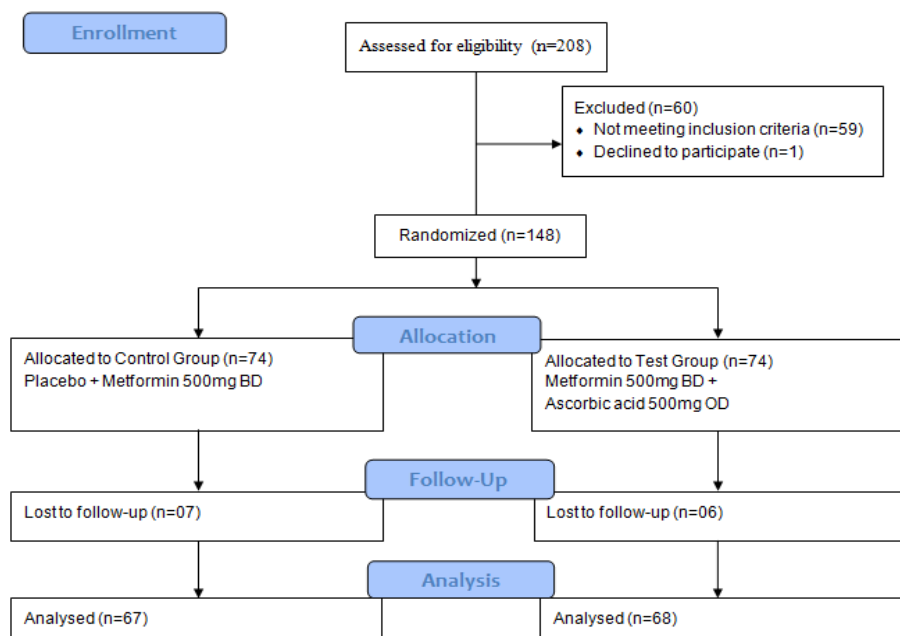 Enrollment
Assessed for eligibility (n=208)
Excluded (n=60)
♦ Not meeting inclusion criteria (n=59)
♦ Declined to participate (n=1)
Randomized (n=148)
Allocation
Allocated to Control Group (n=74)
Placebo + Metformin 500mg BD
Allocated to Test Group (n=74)
Metformin 500mg BD +
Ascorbic acid 500mg OD
Follow-Up
Lost to follow-up (n=07)
Lost to follow-up (n=06)
Analysis
Analysed (n=67)
Analysed (n=68)